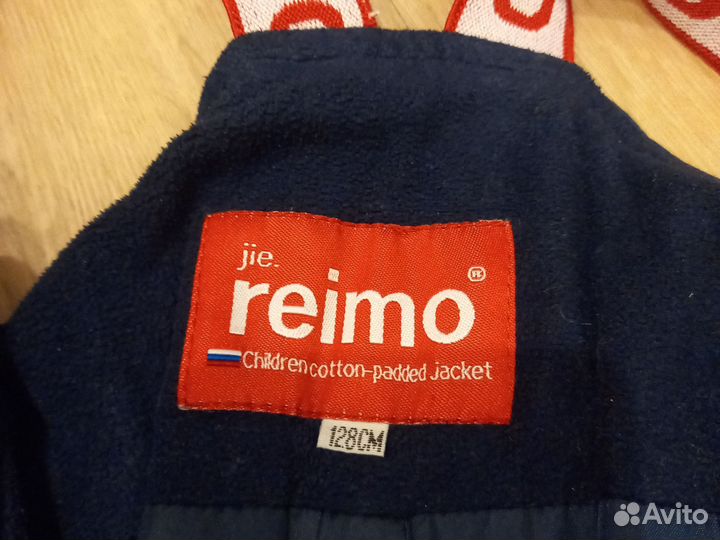 jie.
reimo ®
Children cotton-padded Jacket
128CM
Avito